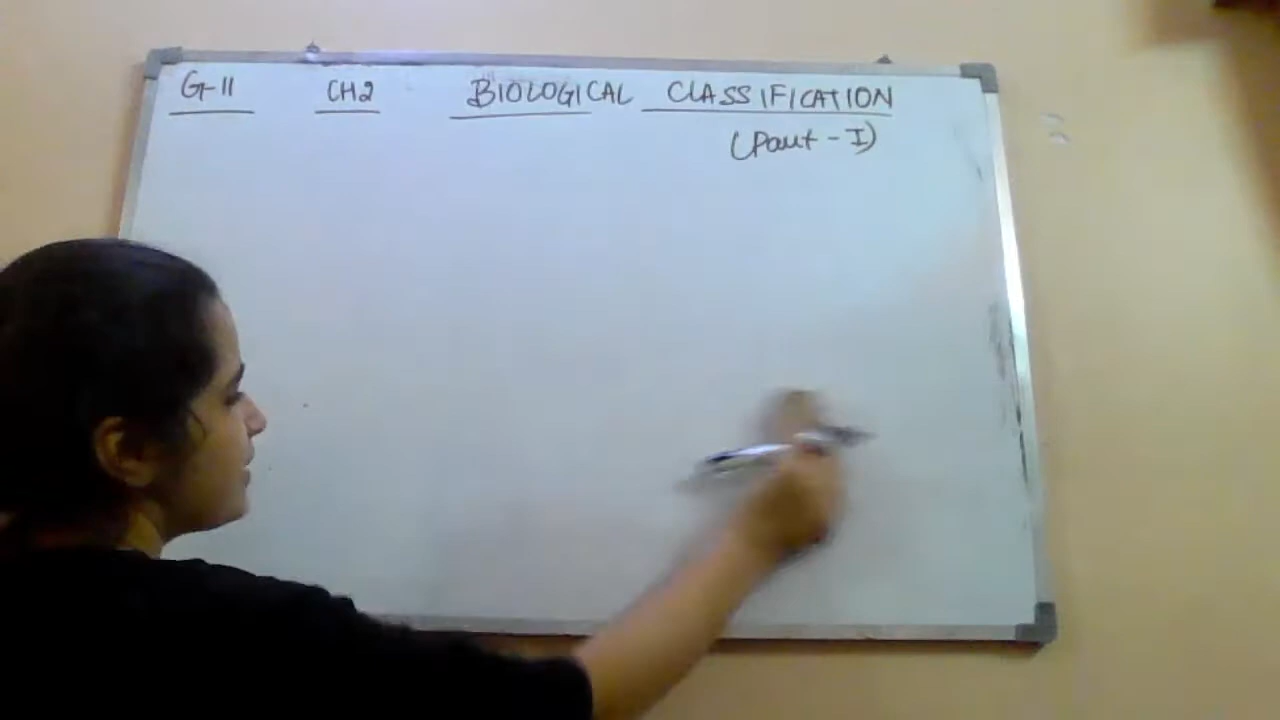 G-11 CH2 BIOLOGICAL CLASSIFICATION
(Part - I)